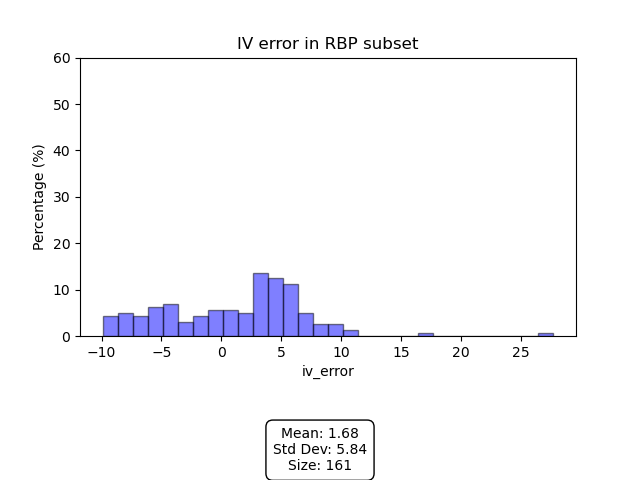 IV error in RBP subset
60
50
40
30
20
10
0
Percentage (%)
−10
−5
0
5
10
15
20
25
iv_error
Mean: 1.68
Std Dev: 5.84
Size: 161